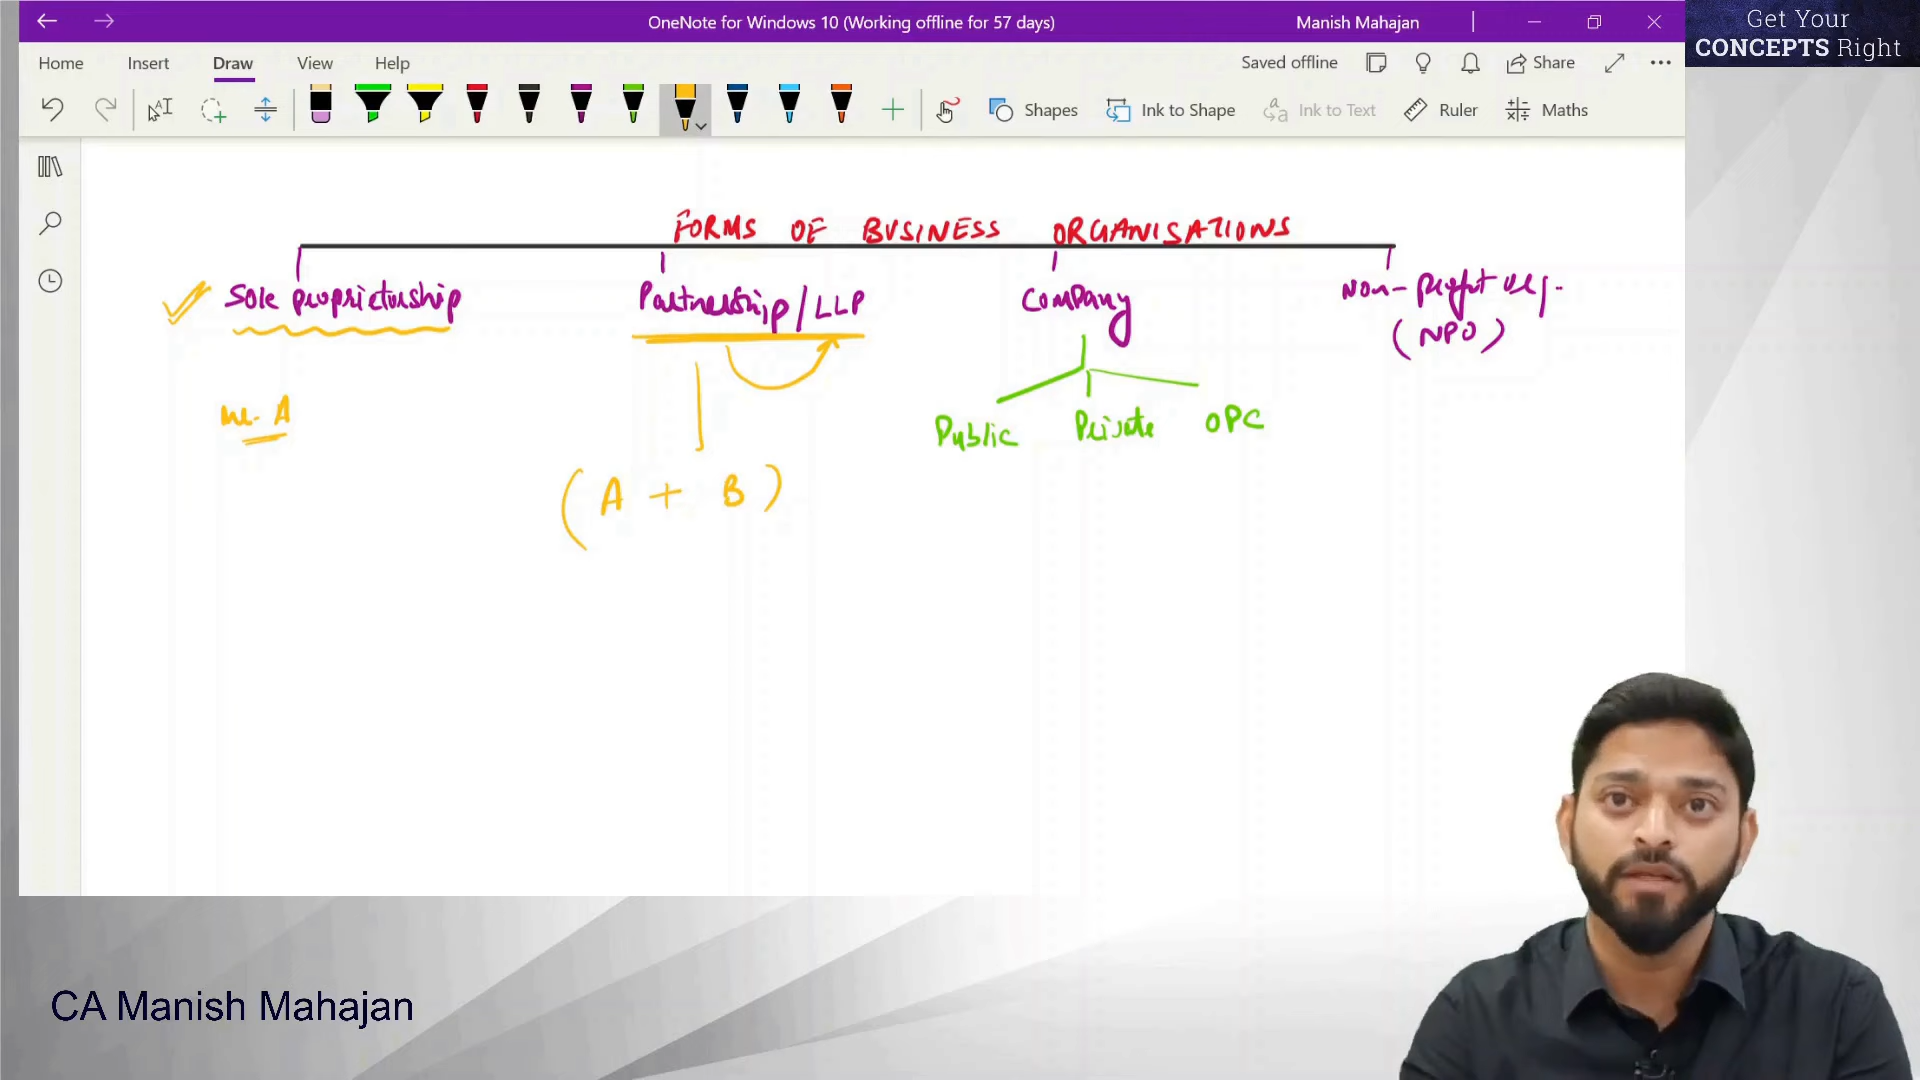 OneNote for Windows 10 (Working offline for 57 days)
Manish Mahajan
Get Your
CONCEPTS Right
Home Insert Draw View Help
Saved offline
Share
Shapes
Ink to Shape
Ink to Text
Ruler
Maths
FORMS OF BUSINESS ORGANISATIONS
Sole proprietorship
Partnership / LLP
Company
Non-profit org.
(NPO)
Mr. A
Public Private OPC
(A + B)
CA Manish Mahajan